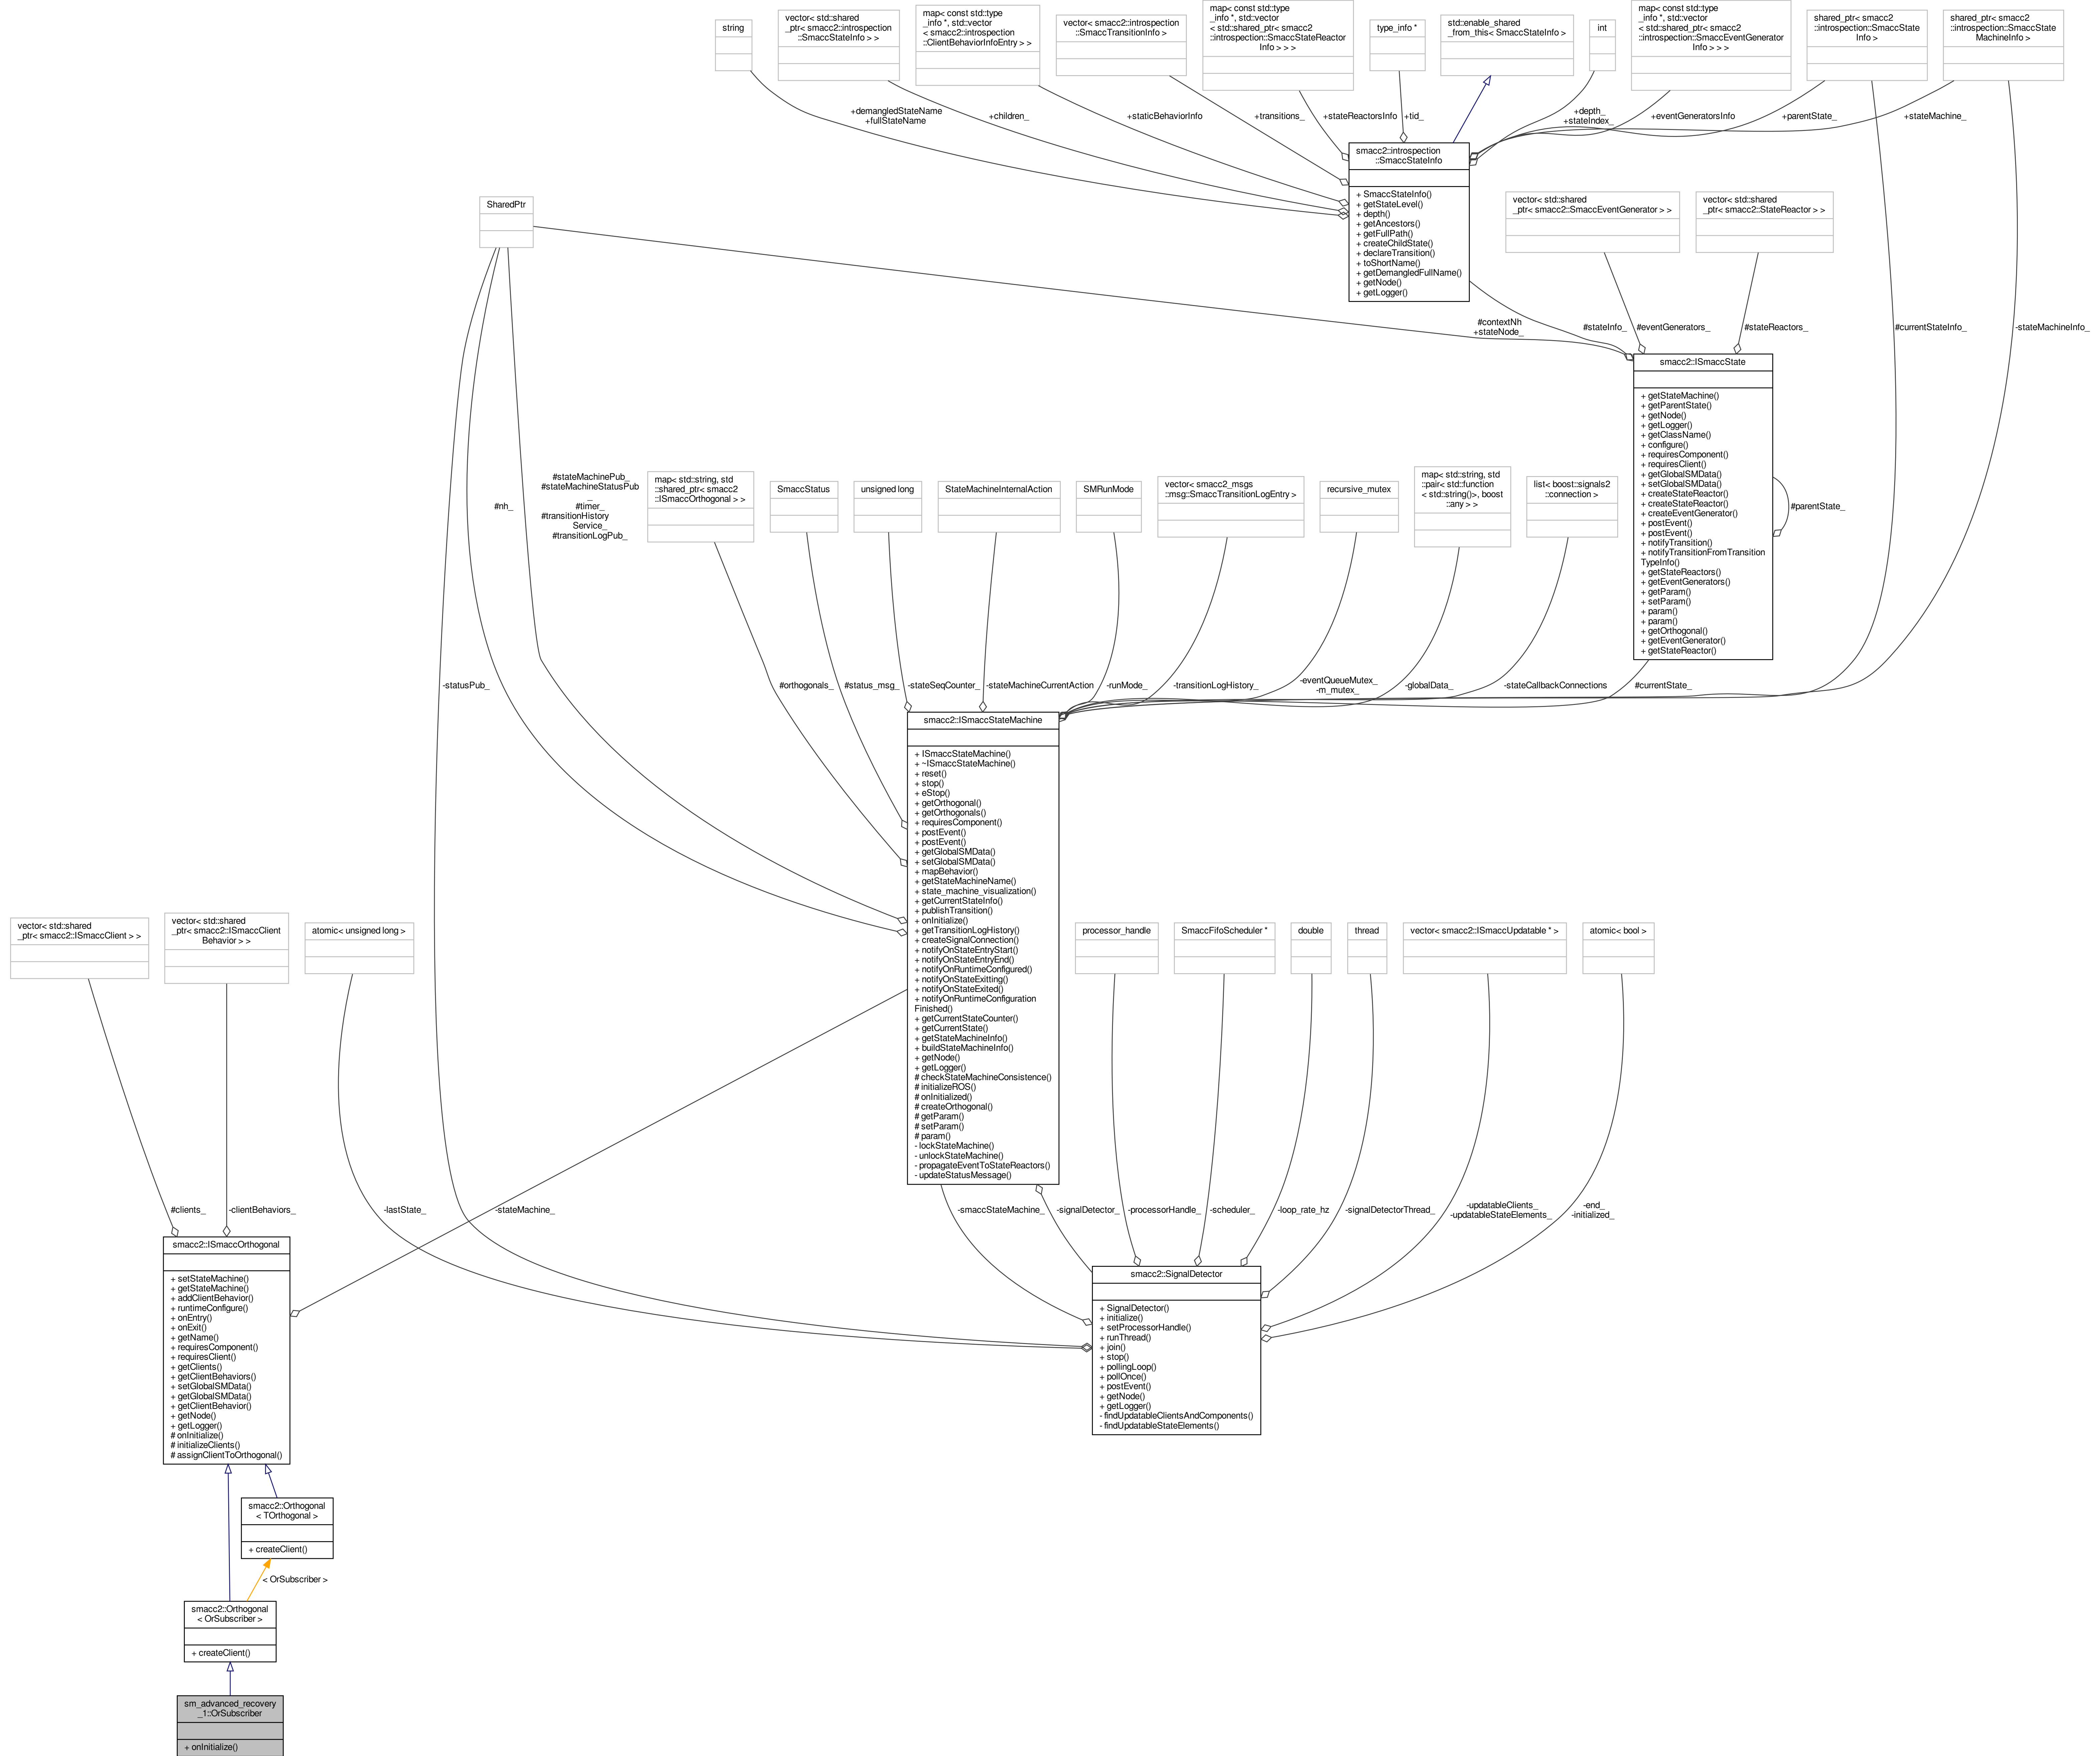 string
vector< std::shared
_ptr< smacc2::introspection
::SmaccStateInfo > >
map< const std::type
_info *, std::vector
< smacc2::introspection
::ClientBehaviorInfoEntry > >
vector< smacc2::introspection
::SmaccTransitionInfo >
map< const std::type
_info *, std::vector
< std::shared_ptr< smacc2
::introspection::SmaccStateReactor
Info > > >
type_info *
std::enable_shared
_from_this< SmaccStateInfo >
int
map< const std::type
_info *, std::vector
< std::shared_ptr< smacc2
::introspection::SmaccEventGenerator
Info > > >
shared_ptr< smacc2
::introspection::SmaccState
Info >
shared_ptr< smacc2
::introspection::SmaccState
MachineInfo >
+demangledStateName
+fullStateName
+children_
+staticBehaviorInfo
+transitions_
+stateReactorsInfo
+tid_
+depth_
+stateIndex_
+eventGeneratorsInfo
+parentState_
+stateMachine_
smacc2::introspection
::SmaccStateInfo
+ SmaccStateInfo()
+ getStateLevel()
+ depth()
+ getAncestors()
+ getFullPath()
+ createChildState()
+ declareTransition()
+ toShortName()
+ getDemangledFullName()
+ getNode()
+ getLogger()
SharedPtr
vector< std::shared
_ptr< smacc2::SmaccEventGenerator > >
vector< std::shared
_ptr< smacc2::StateReactor > >
#contextNh
+stateNode_
#stateInfo_
#eventGenerators_
#stateReactors_
#currentStateInfo_
-stateMachineInfo_
smacc2::ISmaccState
+ getStateMachine()
+ getParentState()
+ getNode()
+ getLogger()
+ getClassName()
+ configure()
+ requiresComponent()
+ requiresClient()
+ getGlobalSMData()
+ setGlobalSMData()
+ createStateReactor()
+ createStateReactor()
+ createEventGenerator()
+ postEvent()
+ postEvent()
+ notifyTransition()
+ notifyTransitionFromTransition
TypeInfo()
+ getStateReactors()
+ getEventGenerators()
+ getParam()
+ setParam()
+ param()
+ param()
+ getOrthogonal()
+ getEventGenerator()
+ getStateReactor()
#parentState_
#nh_
#stateMachinePub_
#stateMachineStatusPub
_
#timer_
#transitionHistory
Service_
#transitionLogPub_
map< std::string, std
::shared_ptr< smacc2
::ISmaccOrthogonal > >
SmaccStatus
unsigned long
StateMachineInternalAction
SMRunMode
vector< smacc2_msgs
::msg::SmaccTransitionLogEntry >
recursive_mutex
map< std::string, std
::pair< std::function
< std::string()>, boost
::any > >
list< boost::signals2
::connection >
-statusPub_
#orthogonals_
#status_msg_
-stateSeqCounter_
-stateMachineCurrentAction
-runMode_
-transitionLogHistory_
-eventQueueMutex_
-m_mutex_
-globalData_
-stateCallbackConnections
#currentState_
smacc2::ISmaccStateMachine
+ ISmaccStateMachine()
+ ~ISmaccStateMachine()
+ reset()
+ stop()
+ eStop()
+ getOrthogonal()
+ getOrthogonals()
+ requiresComponent()
+ postEvent()
+ postEvent()
+ getGlobalSMData()
+ setGlobalSMData()
+ mapBehavior()
+ getStateMachineName()
+ state_machine_visualization()
+ getCurrentStateInfo()
+ publishTransition()
+ onInitialize()
+ getTransitionLogHistory()
+ createSignalConnection()
+ notifyOnStateEntryStart()
+ notifyOnStateEntryEnd()
+ notifyOnRuntimeConfigured()
+ notifyOnStateExitting()
+ notifyOnStateExited()
+ notifyOnRuntimeConfiguration
Finished()
+ getCurrentStateCounter()
+ getCurrentState()
+ getStateMachineInfo()
+ buildStateMachineInfo()
+ getNode()
+ getLogger()
# checkStateMachineConsistence()
# initializeROS()
# onInitialized()
# createOrthogonal()
# getParam()
# setParam()
# param()
- lockStateMachine()
- unlockStateMachine()
- propagateEventToStateReactors()
- updateStatusMessage()
vector< std::shared
_ptr< smacc2::ISmaccClient > >
vector< std::shared
_ptr< smacc2::ISmaccClient
Behavior > >
atomic< unsigned long >
processor_handle
SmaccFifoScheduler *
double
thread
vector< smacc2::ISmaccUpdatable * >
atomic< bool >
#clients_
-clientBehaviors_
-lastState_
-stateMachine_
-smaccStateMachine_
-signalDetector_
-processorHandle_
-scheduler_
-loop_rate_hz
-signalDetectorThread_
-updatableClients_
-updatableStateElements_
-end_
-initialized_
smacc2::ISmaccOrthogonal
+ setStateMachine()
+ getStateMachine()
+ addClientBehavior()
+ runtimeConfigure()
+ onEntry()
+ onExit()
+ getName()
+ requiresComponent()
+ requiresClient()
+ getClients()
+ getClientBehaviors()
+ setGlobalSMData()
+ getGlobalSMData()
+ getClientBehavior()
+ getNode()
+ getLogger()
# onInitialize()
# initializeClients()
# assignClientToOrthogonal()
smacc2::SignalDetector
+ SignalDetector()
+ initialize()
+ setProcessorHandle()
+ runThread()
+ join()
+ stop()
+ pollingLoop()
+ pollOnce()
+ postEvent()
+ getNode()
+ getLogger()
- findUpdatableClientsAndComponents()
- findUpdatableStateElements()
smacc2::Orthogonal
< TOrthogonal >
+ createClient()
< OrSubscriber >
smacc2::Orthogonal
< OrSubscriber >
+ createClient()
sm_advanced_recovery
_1::OrSubscriber
+ onInitialize()